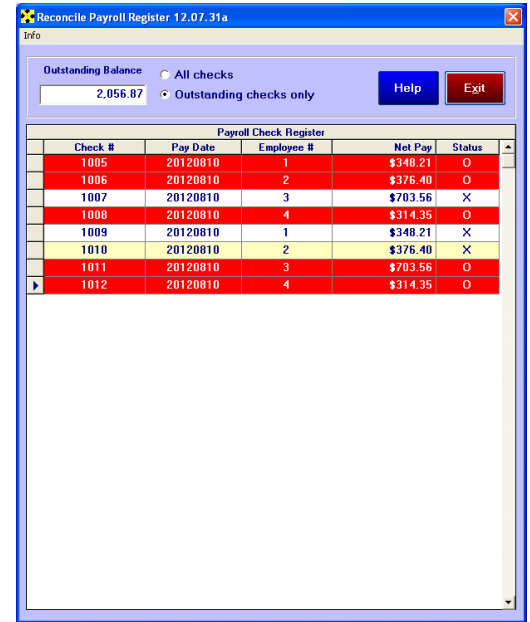 Reconcile Payroll Register 12.07.31a
Info
Outstanding Balance
2,056.87
All checks
Outstanding checks only
Help
Exit
Payroll Check Register
Check # Pay Date Employee # Net Pay Status
1005 20120810 1 $348.21 O
1006 20120810 2 $376.40 O
1007 20120810 3 $703.56 X
1008 20120810 4 $314.35 O
1009 20120810 1 $348.21 X
1010 20120810 2 $376.40 X
1011 20120810 3 $703.56 O
1012 20120810 4 $314.35 O